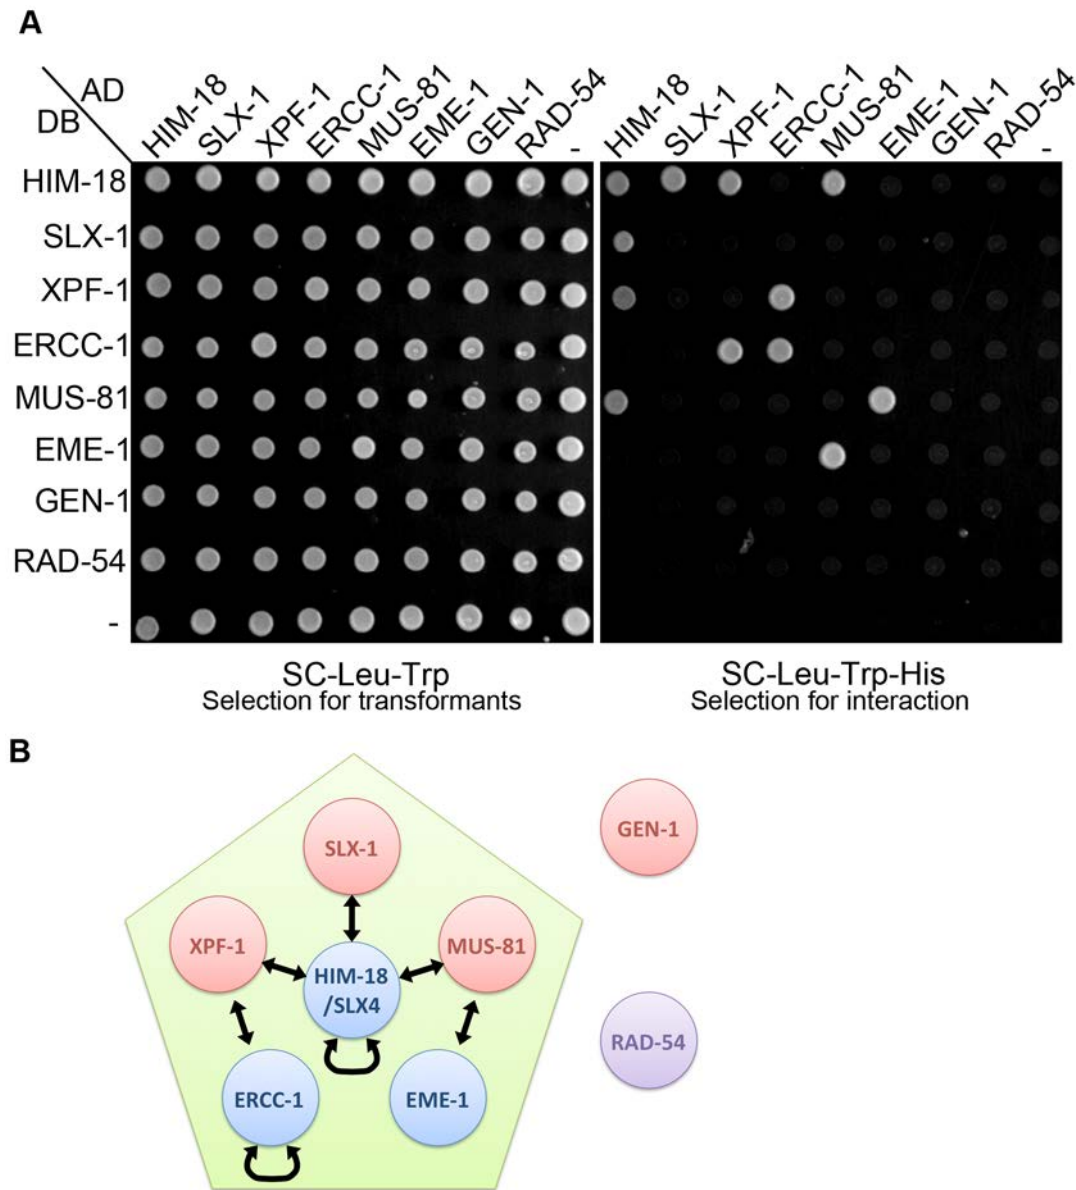 A
AD
DB
HIM-18 SLX-1 XPF-1 ERCC-1 MUS-81 EME-1 GEN-1 RAD-54 -
HIM-18 SLX-1 XPF-1 ERCC-1 MUS-81 EME-1 GEN-1 RAD-54 -
HIM-18
SLX-1
XPF-1
ERCC-1
MUS-81
EME-1
GEN-1
RAD-54
-
SC-Leu-Trp
Selection for transformants
SC-Leu-Trp-His
Selection for interaction
B
SLX-1
XPF-1
MUS-81
HIM-18
/SLX4
ERCC-1
EME-1
GEN-1
RAD-54